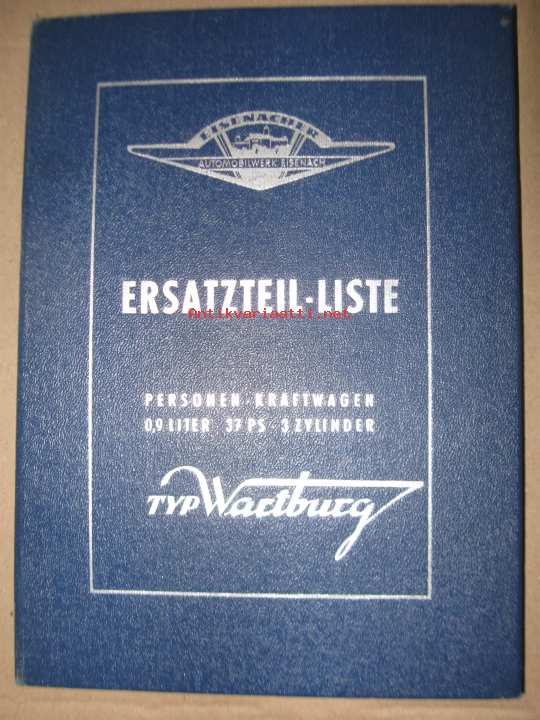 EISENACHER
AUTOMOBILWERK EISENACH
ERSATZTEIL-LISTE
Antikvariaatti.net
PERSONEN-KRAFTWAGEN
0,9 LITER 37 PS - 3 ZYLINDER
TYP Wartburg